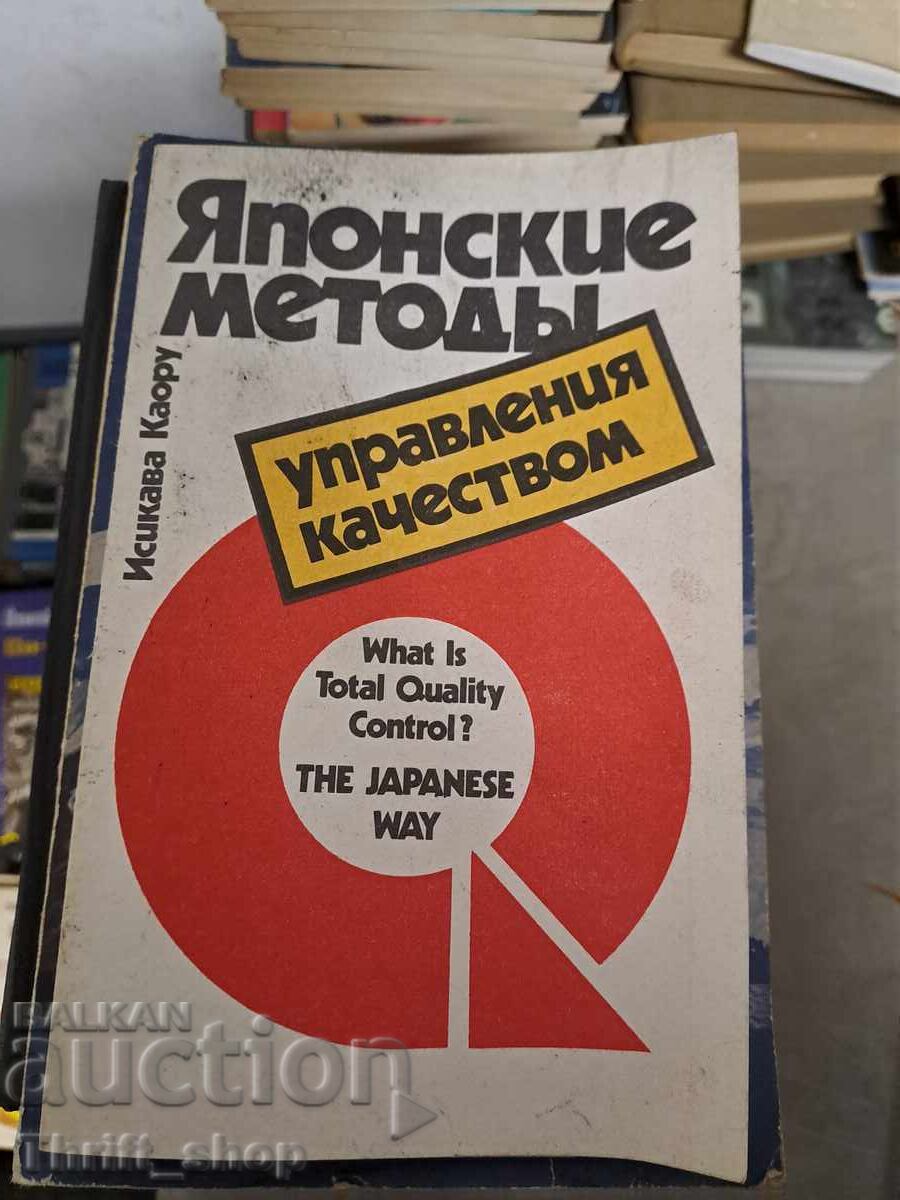 Японские
методы
управления
качеством
Исикава Каору
What Is
Total Quality
Control?
THE JAPANESE
WAY
BALKAN
auction
Thrift_shop